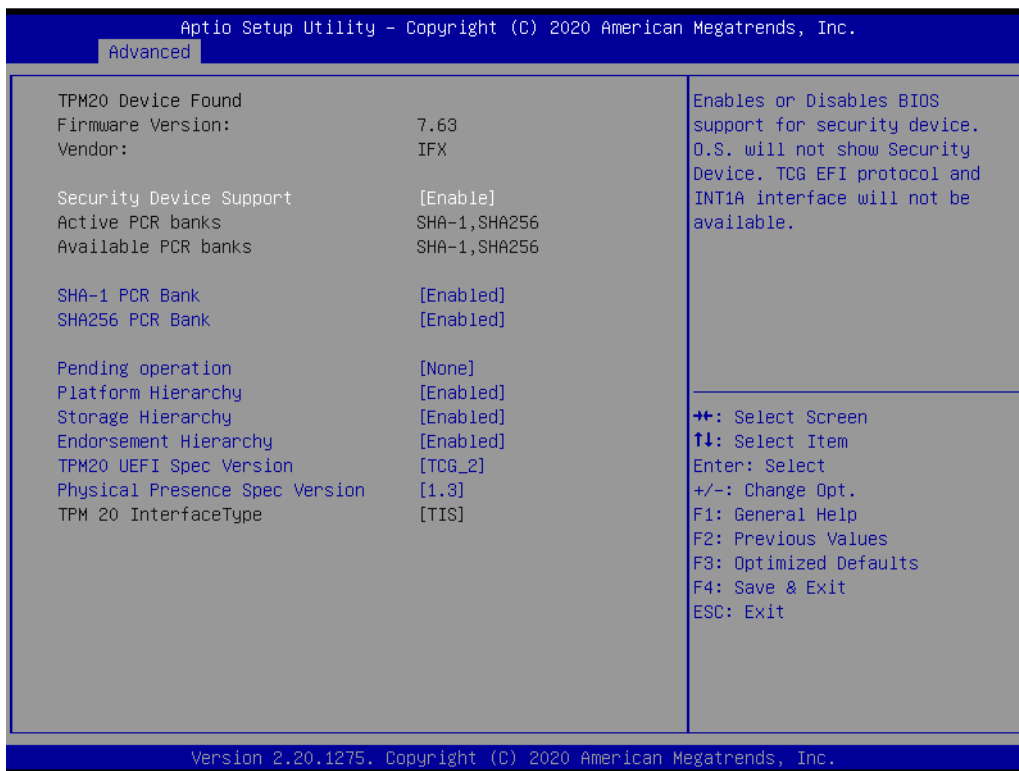 Aptio Setup Utility – Copyright (C) 2020 American Megatrends, Inc.
Advanced
TPM20 Device Found
Firmware Version: 7.63
Vendor: IFX
Security Device Support [Enable]
Active PCR banks SHA-1,SHA256
Available PCR banks SHA-1,SHA256
SHA-1 PCR Bank [Enabled]
SHA256 PCR Bank [Enabled]
Pending operation [None]
Platform Hierarchy [Enabled]
Storage Hierarchy [Enabled]
Endorsement Hierarchy [Enabled]
TPM20 UEFI Spec Version [TCG_2]
Physical Presence Spec Version [1.3]
TPM 20 InterfaceType [TIS]
Enables or Disables BIOS
support for security device.
O.S. will not show Security
Device. TCG EFI protocol and
INT1A interface will not be
available.
→←: Select Screen
↑↓: Select Item
Enter: Select
+/-: Change Opt.
F1: General Help
F2: Previous Values
F3: Optimized Defaults
F4: Save & Exit
ESC: Exit
Version 2.20.1275. Copyright (C) 2020 American Megatrends, Inc.